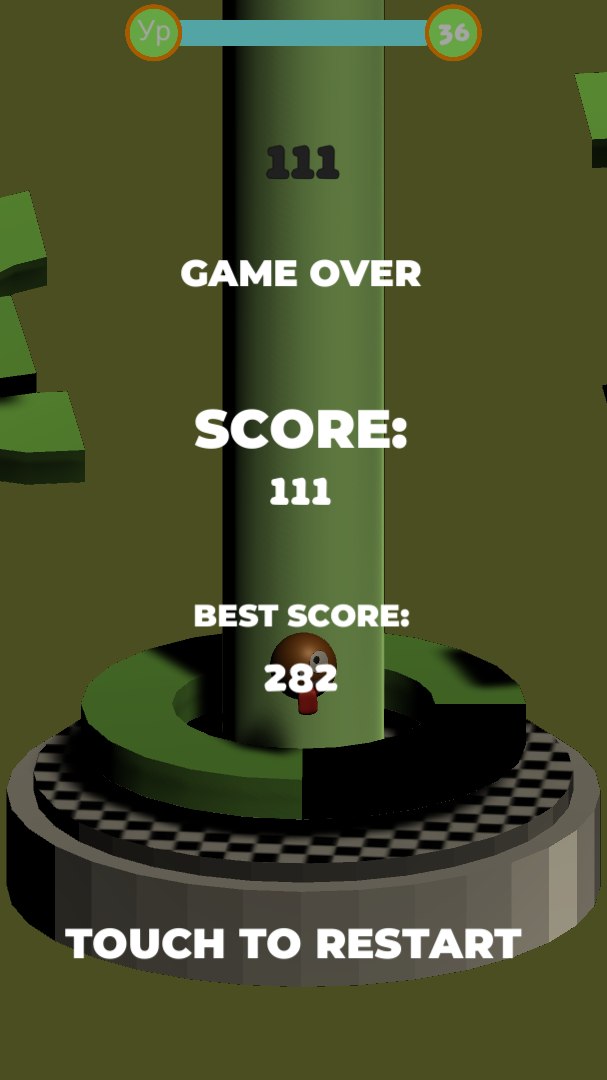 Ур 36
111
GAME OVER
SCORE:
111
BEST SCORE:
282
TOUCH TO RESTART